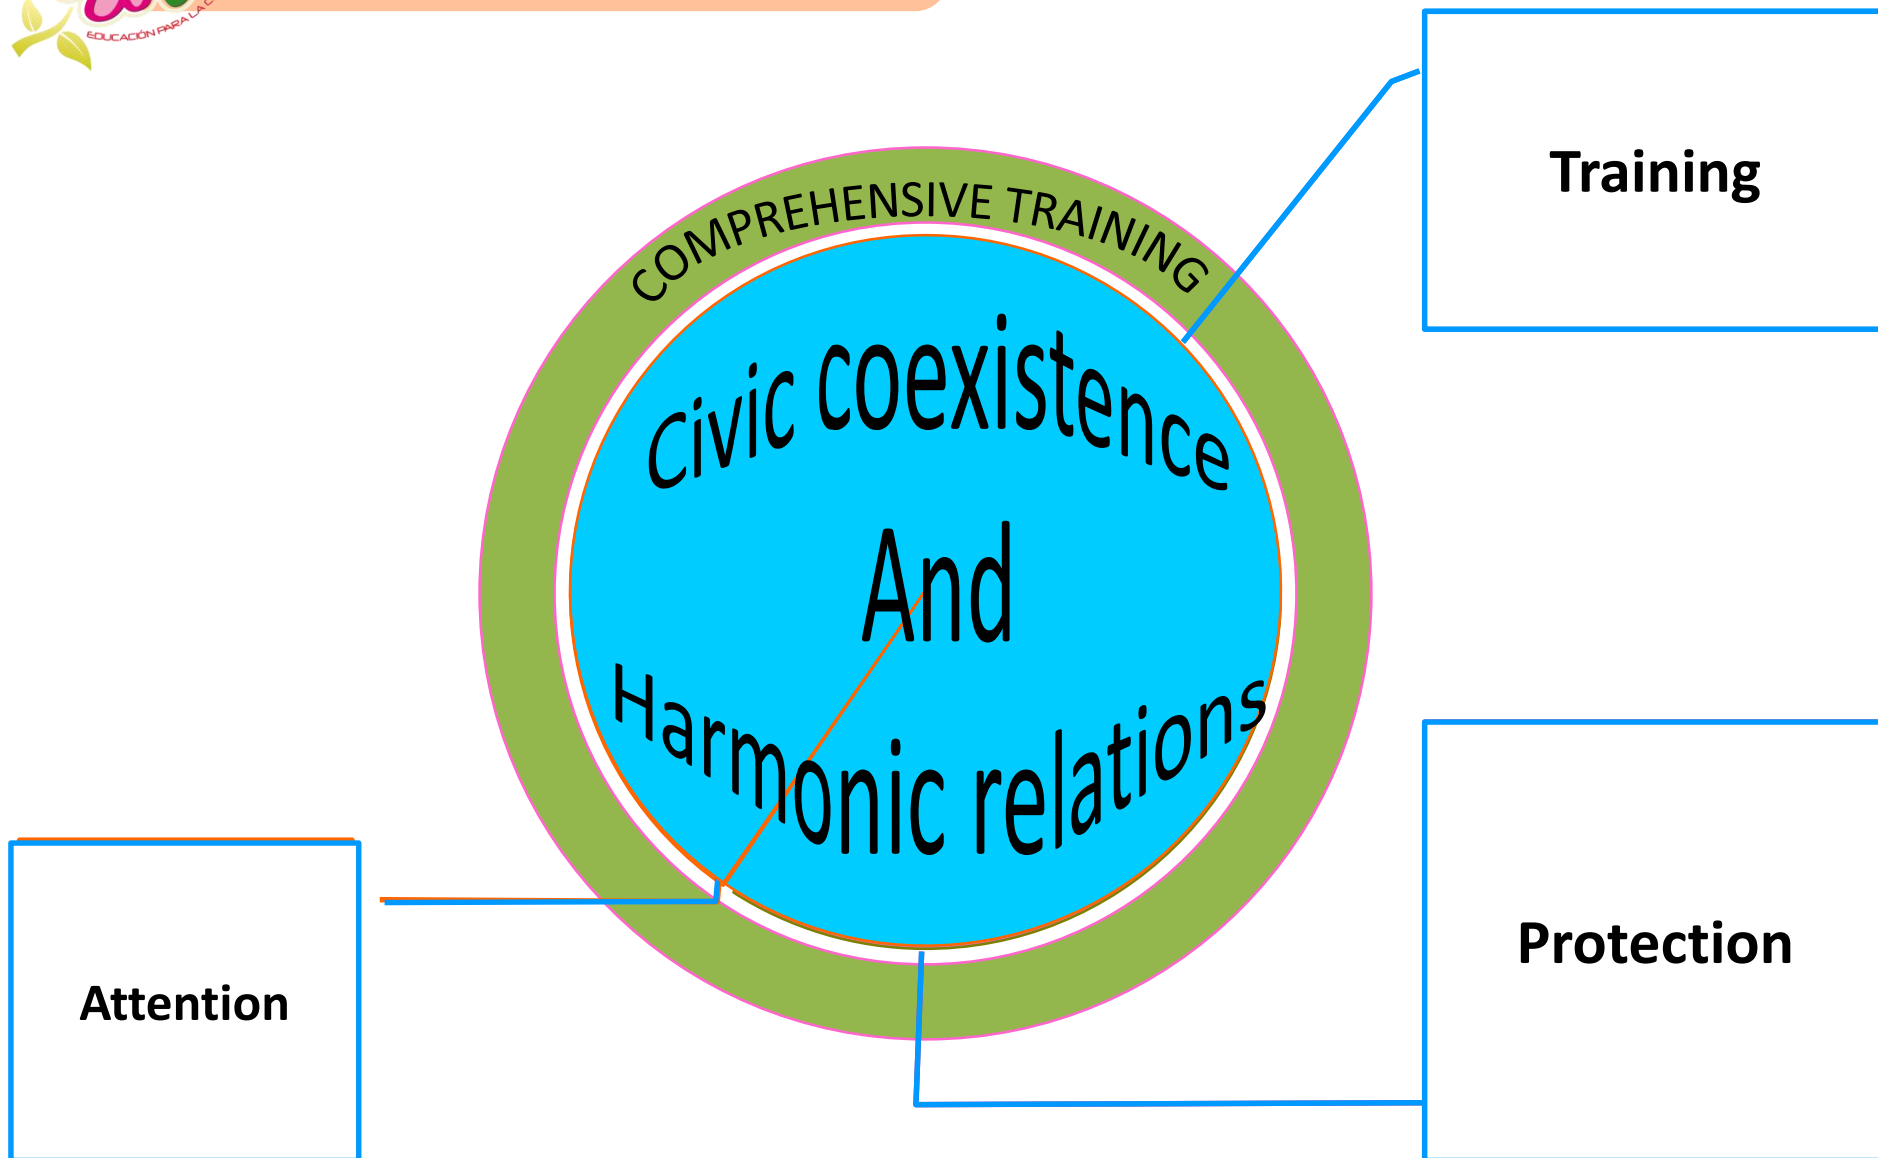 EDUCACIÓN PARA LA
Training
COMPREHENSIVE TRAINING
Civic coexistence
And
Harmonic relations
Attention
Protection